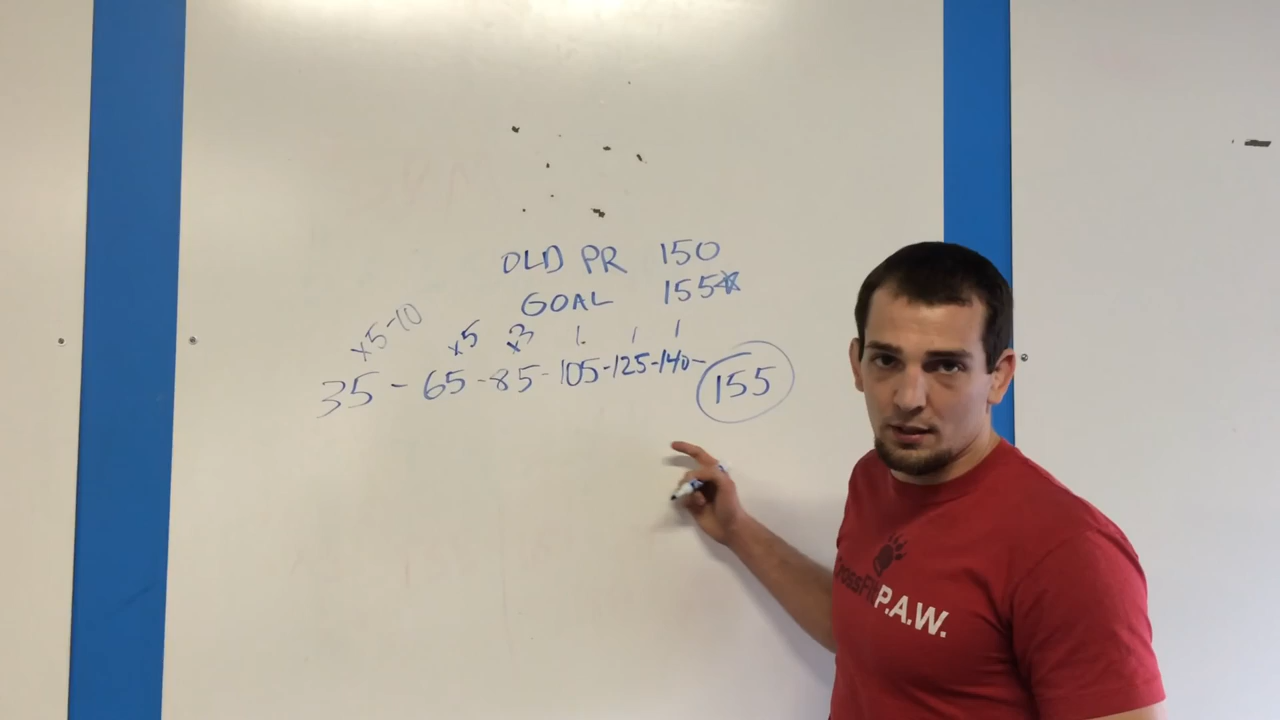 OLD PR 150
GOAL 155
x5-10 x5 x3 1 1 1
35 - 65 - 85 - 105 - 125 - 140 - 155
CROSSFIT P.A.W.